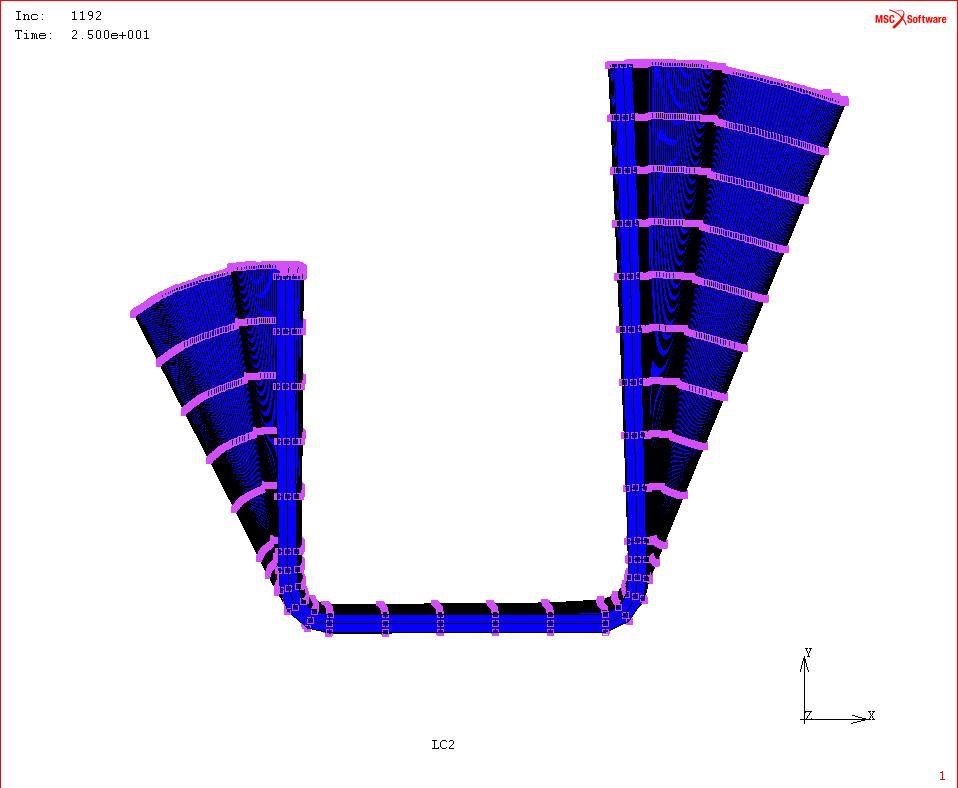 Inc: 1192
MSC Software
Time: 2.500e+001
Y
Z X
LC2
1